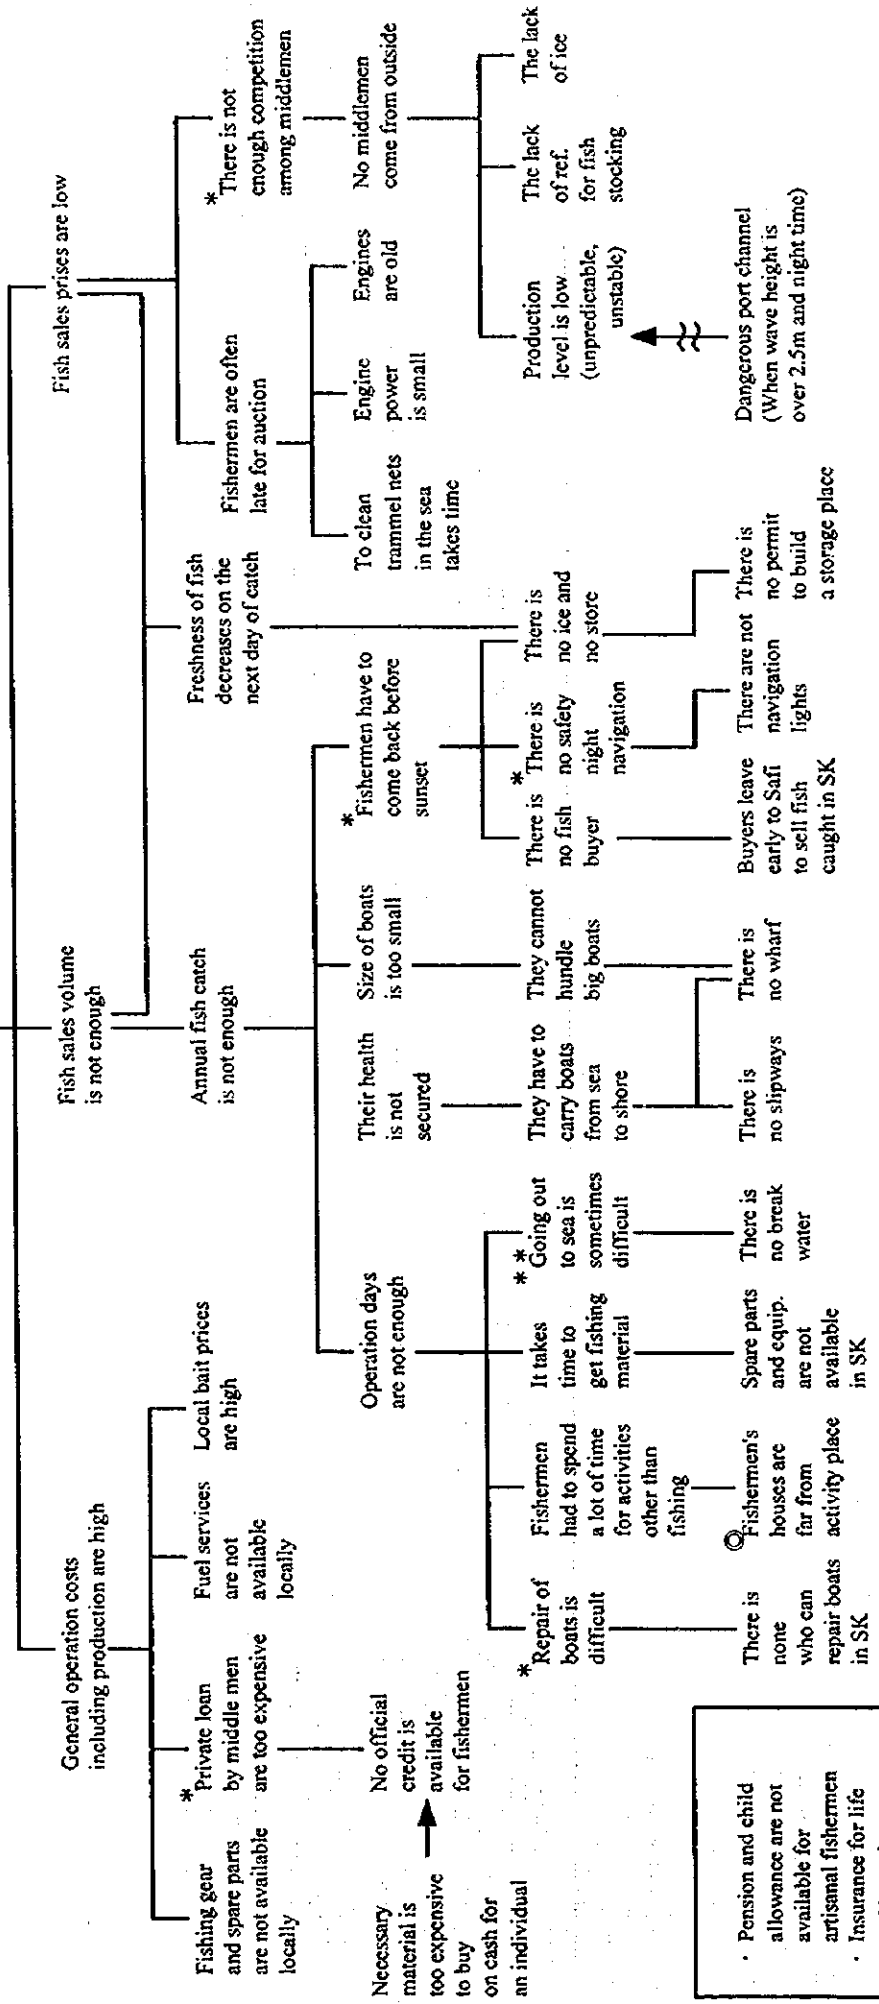 General operation costs
including production are high
Fish sales volume
is not enough
Fish sales prises are low
Fishing gear
and spare parts
are not available
locally
* Private loan
by middle men
are too expensive
Fuel services
are not
available
locally
Local bait prices
are high
Annual fish catch
is not enough
Freshness of fish
decreases on the
next day of catch
Fishermen are often
late for auction
* There is not
enough competition
among middlemen
Necessary
material is
too expensive
to buy
on cash for
an individual
No official
credit is
available
for fishermen
Operation days
are not enough
Their health
is not
secured
Size of boats
is too small
* Fishermen have to
come back before
sunset
To clean
trammel nets
in the sea
takes time
Engine
power
is small
Engines
are old
No middlemen
come from outside
* Repair of
boats is
difficult
Fishermen
had to spend
a lot of time
for activities
other than
fishing
It takes
time to
get fishing
material
* * Going out
to sea is
sometimes
difficult
They have to
carry boats
from sea
to shore
They cannot
hundle
big boats
There is
no fish
buyer
* There is
no safety
night
navigation
There is
no ice and
no store
Production
level is low
(unpredictable,
unstable)
The lack
of ref.
for fish
stocking
The lack
of ice
There is
none
who can
repair boats
in SK
◎ Fishermen's
houses are
far from
activity place
Spare parts
and equip.
are not
available
in SK
There is
no break
water
There is
no slipways
There is
no wharf
Buyers leave
early to Safi
to sell fish
caught in SK
There are not
navigation
lights
There is
no permit
to build
a storage place
Dangerous port channel
(When wave height is
over 2.5m and night time)
· Pension and child
allowance are not
available for
artisanal fishermen
· Insurance for life